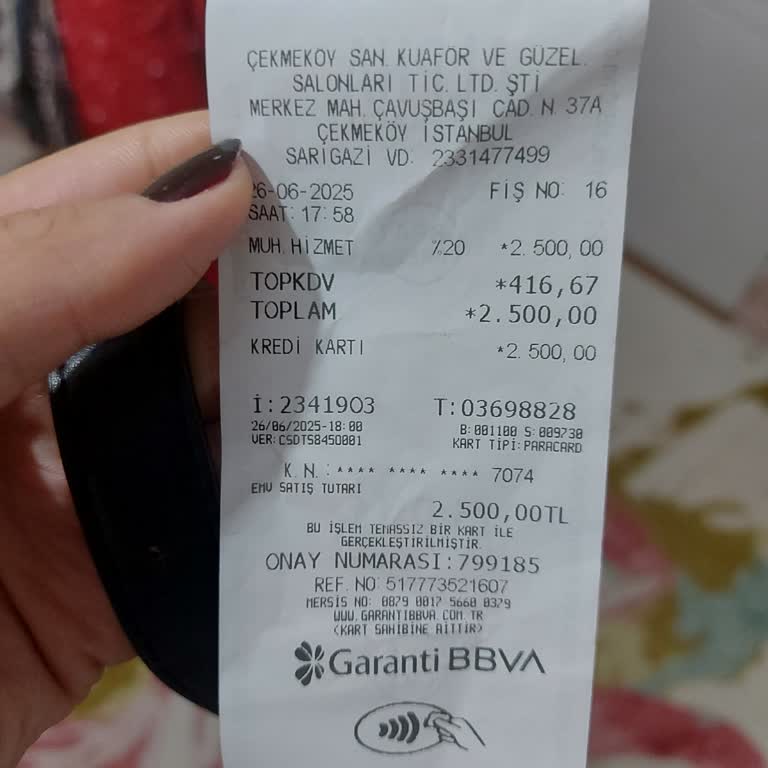 ÇEKMEKÖY SAN. KUAFÖR VE GÜZEL.
SALONLARI TİC. LTD. ŞTİ
MERKEZ MAH. ÇAVUŞBAŞI CAD. N. 37A
ÇEKMEKÖY İSTANBUL
SARIGAZİ VD: 2331477499
26-06-2025 FİŞ NO: 16
SAAT: 17:58
MUH. HİZMET %20 *2.500,00
TOPKDV *416,67
TOPLAM *2.500,00
KREDİ KARTI *2.500,00
İ:2341903 T:03698828
26/06/2025-18:00 B:001100 S:009730
VER:CSDTS8450001 KART TİPİ:PARACARD
K.N.:**** **** **** 7074
EMV SATIŞ TUTARI
2.500,00TL
BU İŞLEM TEMASSIZ BİR KART İLE
GERÇEKLEŞTİRİLMİŞTİR.
ONAY NUMARASI:799185
REF. NO: 517773521607
MERSİS NO: 0879 0017 5660 0379
WWW.GARANTIBBVA.COM.TR
(KART SAHİBİNE AİTTİR)
Garanti BBVA